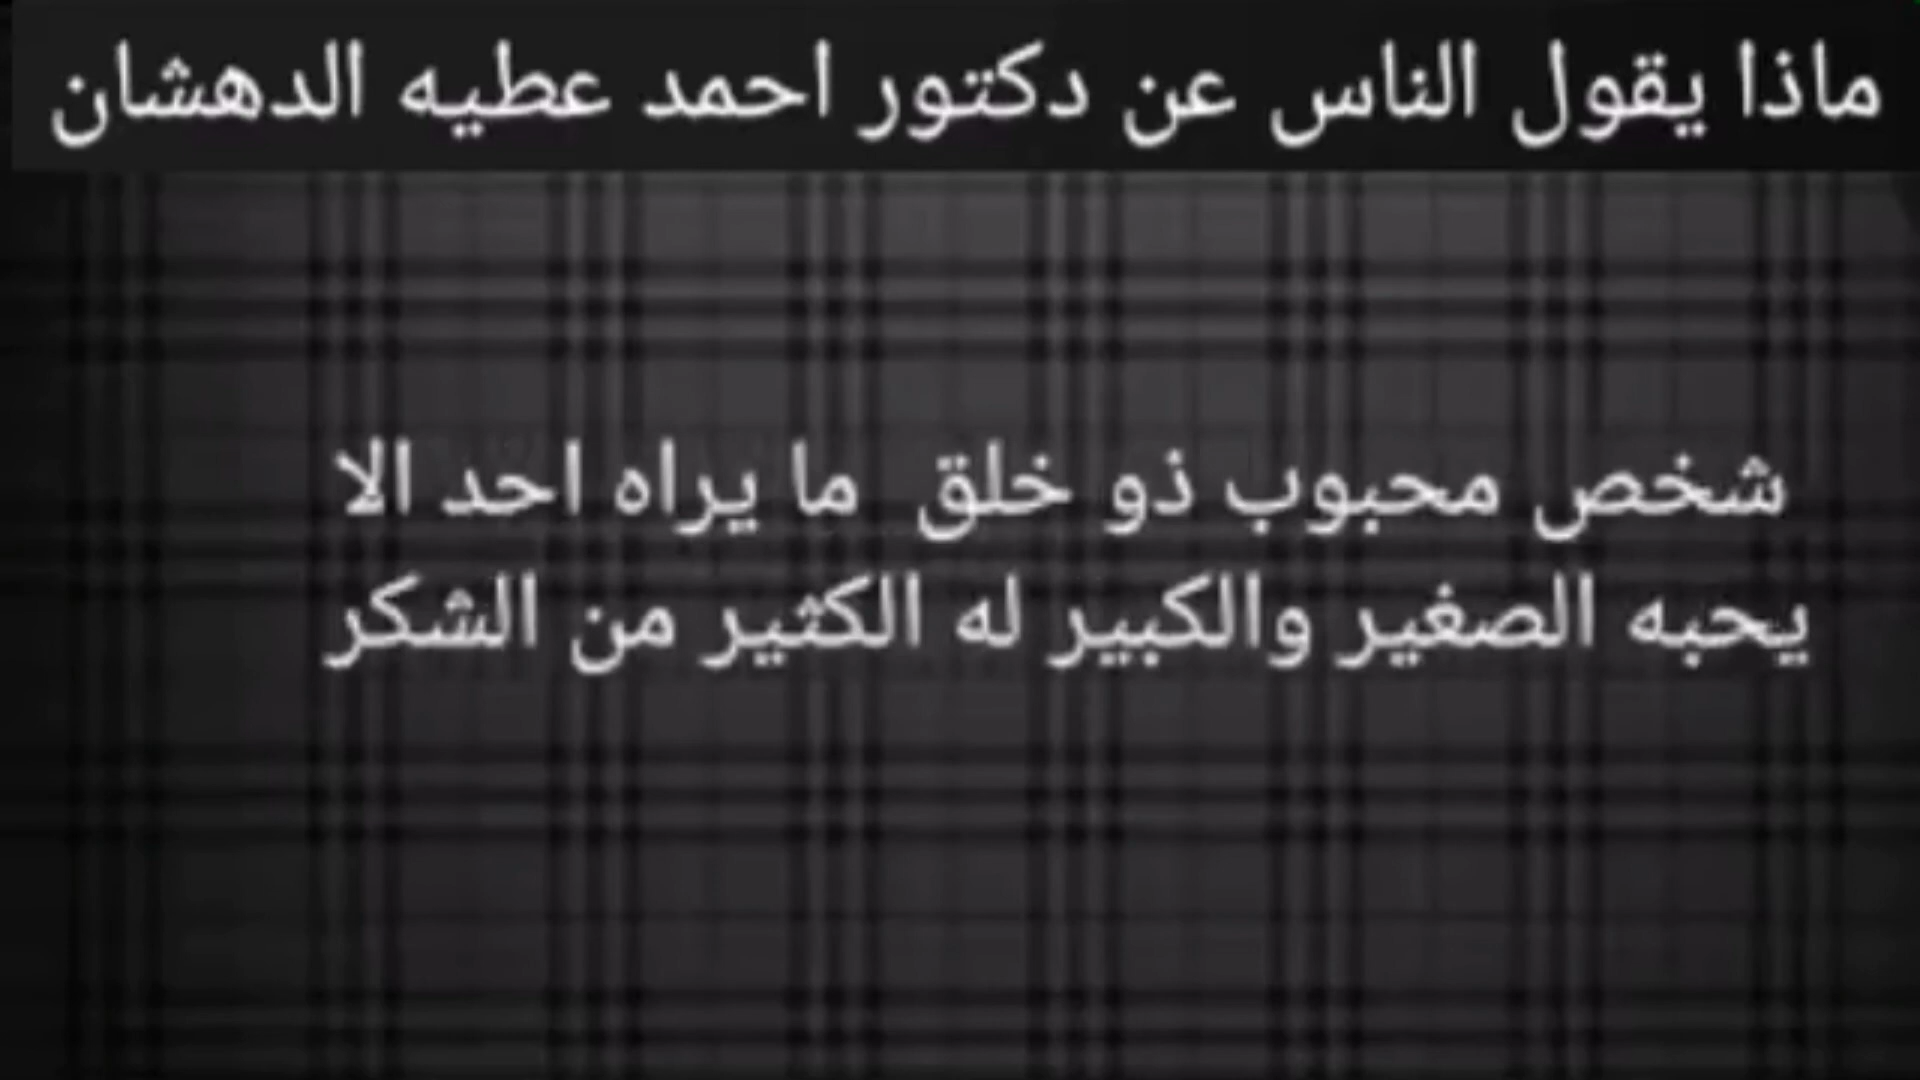 ماذا يقول الناس عن دكتور احمد عطيه الدهشان
شخص محبوب ذو خلق ما يراه احد الا
يحبه الصغير والكبير له الكثير من الشكر